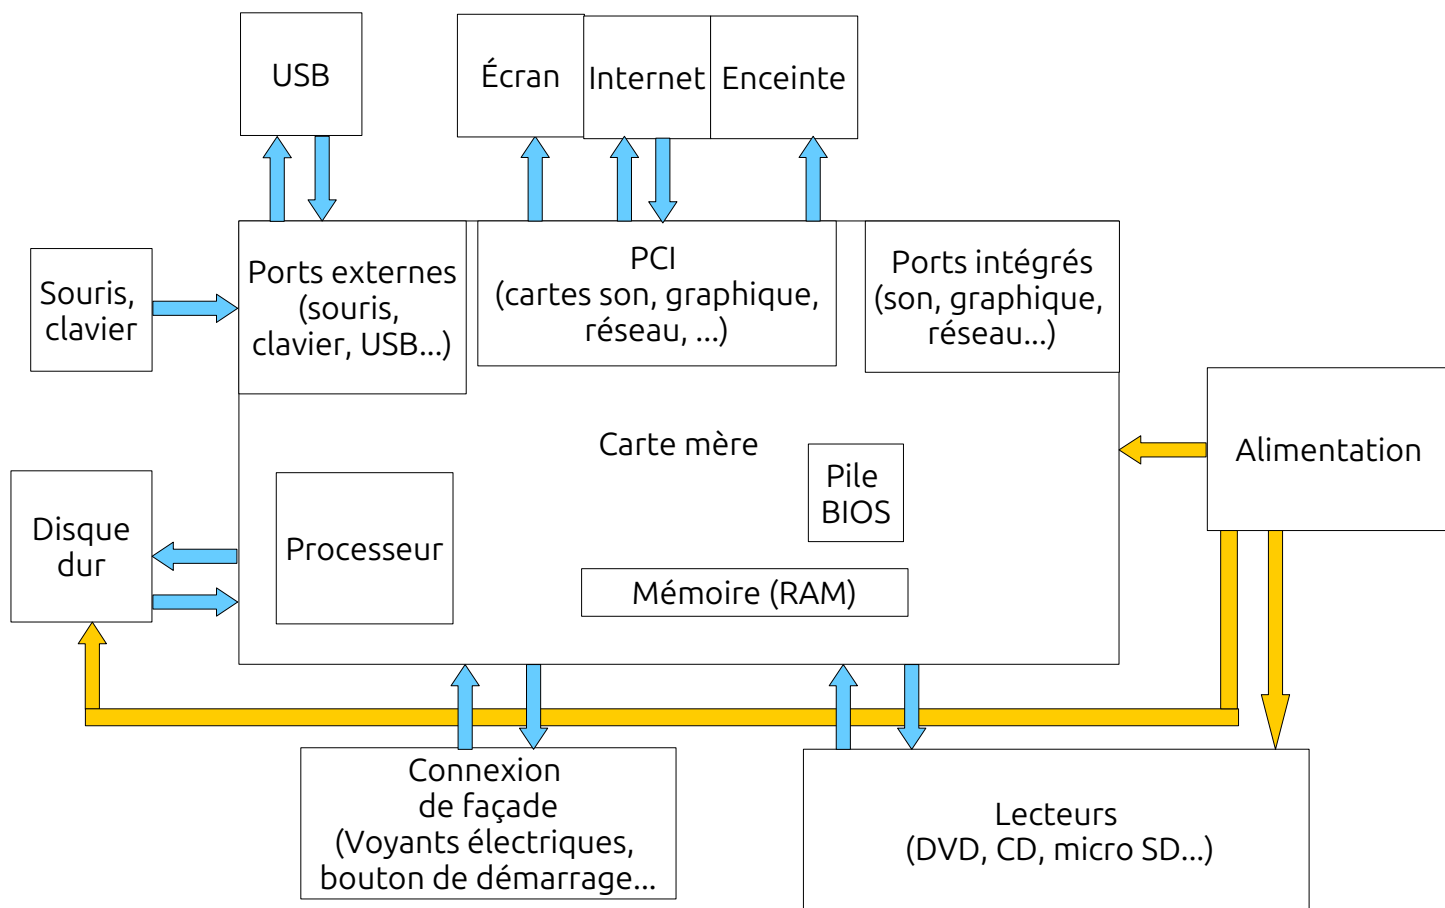 USB
Écran
Internet
Enceinte
Souris,
clavier
Ports externes
(souris,
clavier, USB...)
PCI
(cartes son, graphique,
réseau, ...)
Ports intégrés
(son, graphique,
réseau...)
Carte mère
Alimentation
Disque
dur
Processeur
Pile
BIOS
Mémoire (RAM)
Connexion
de façade
(Voyants électriques,
bouton de démarrage...
Lecteurs
(DVD, CD, micro SD...)